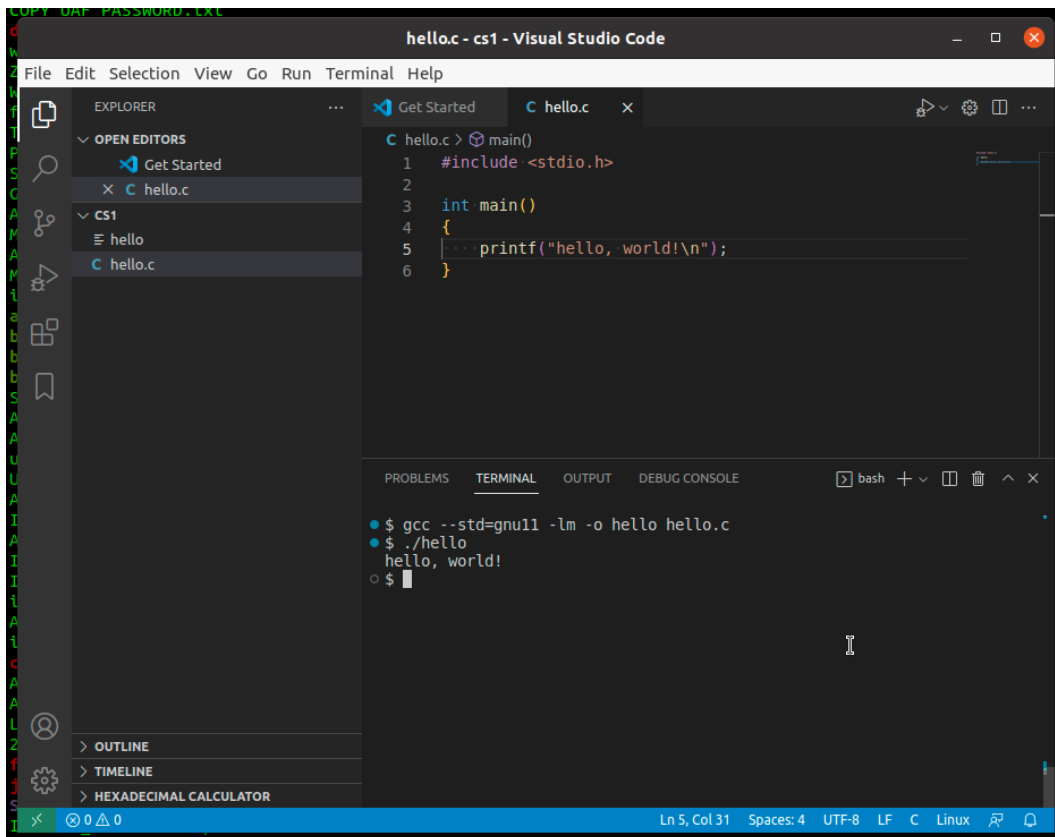 COPY UAF PASSWORD.txt
hello.c - cs1 - Visual Studio Code
File Edit Selection View Go Run Terminal Help
EXPLORER
OPEN EDITORS
Get Started
C hello.c
CS1
hello
C hello.c
OUTLINE
TIMELINE
HEXADECIMAL CALCULATOR
Get Started C hello.c
C hello.c > main()
1 #include <stdio.h>
2
3 int main()
4 {
5 printf("hello, world!\n");
6 }
PROBLEMS TERMINAL OUTPUT DEBUG CONSOLE bash
$ gcc --std=gnu11 -lm -o hello hello.c
$ ./hello
hello, world!
$
0 0 Ln 5, Col 31 Spaces: 4 UTF-8 LF C Linux